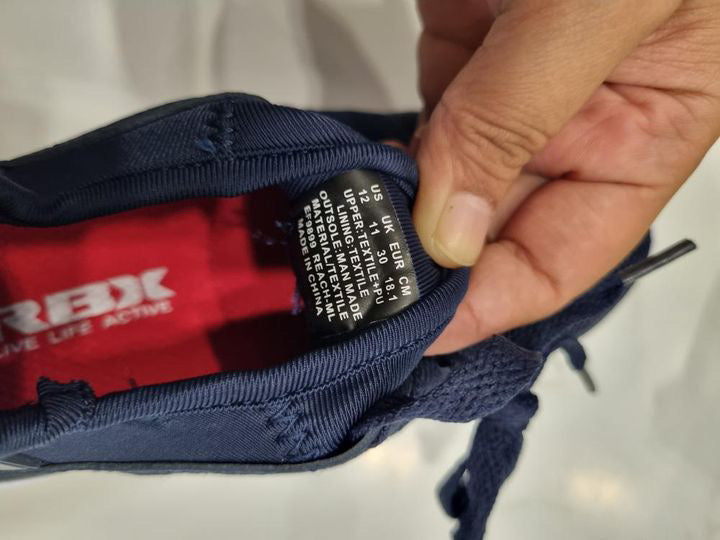 US UK EUR CM
12 11 30 18.1
UPPER:TEXTILE+PU
LINING:TEXTILE
OUTSOLE:MAN MADE
MATERIAL/TEXTILE
EF9899 REACH-ML
MADE IN CHINA
RBX
LIVE LIFE ACTIVE